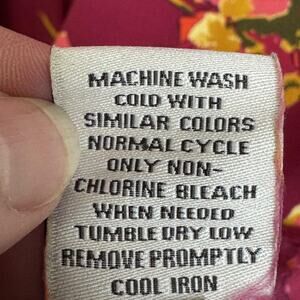 MACHINE WASH
COLD WITH
SIMILAR COLORS
NORMAL CYCLE
ONLY NON-
CHLORINE BLEACH
WHEN NEEDED
TUMBLE DRY LOW
REMOVE PROMPTLY
COOL IRON